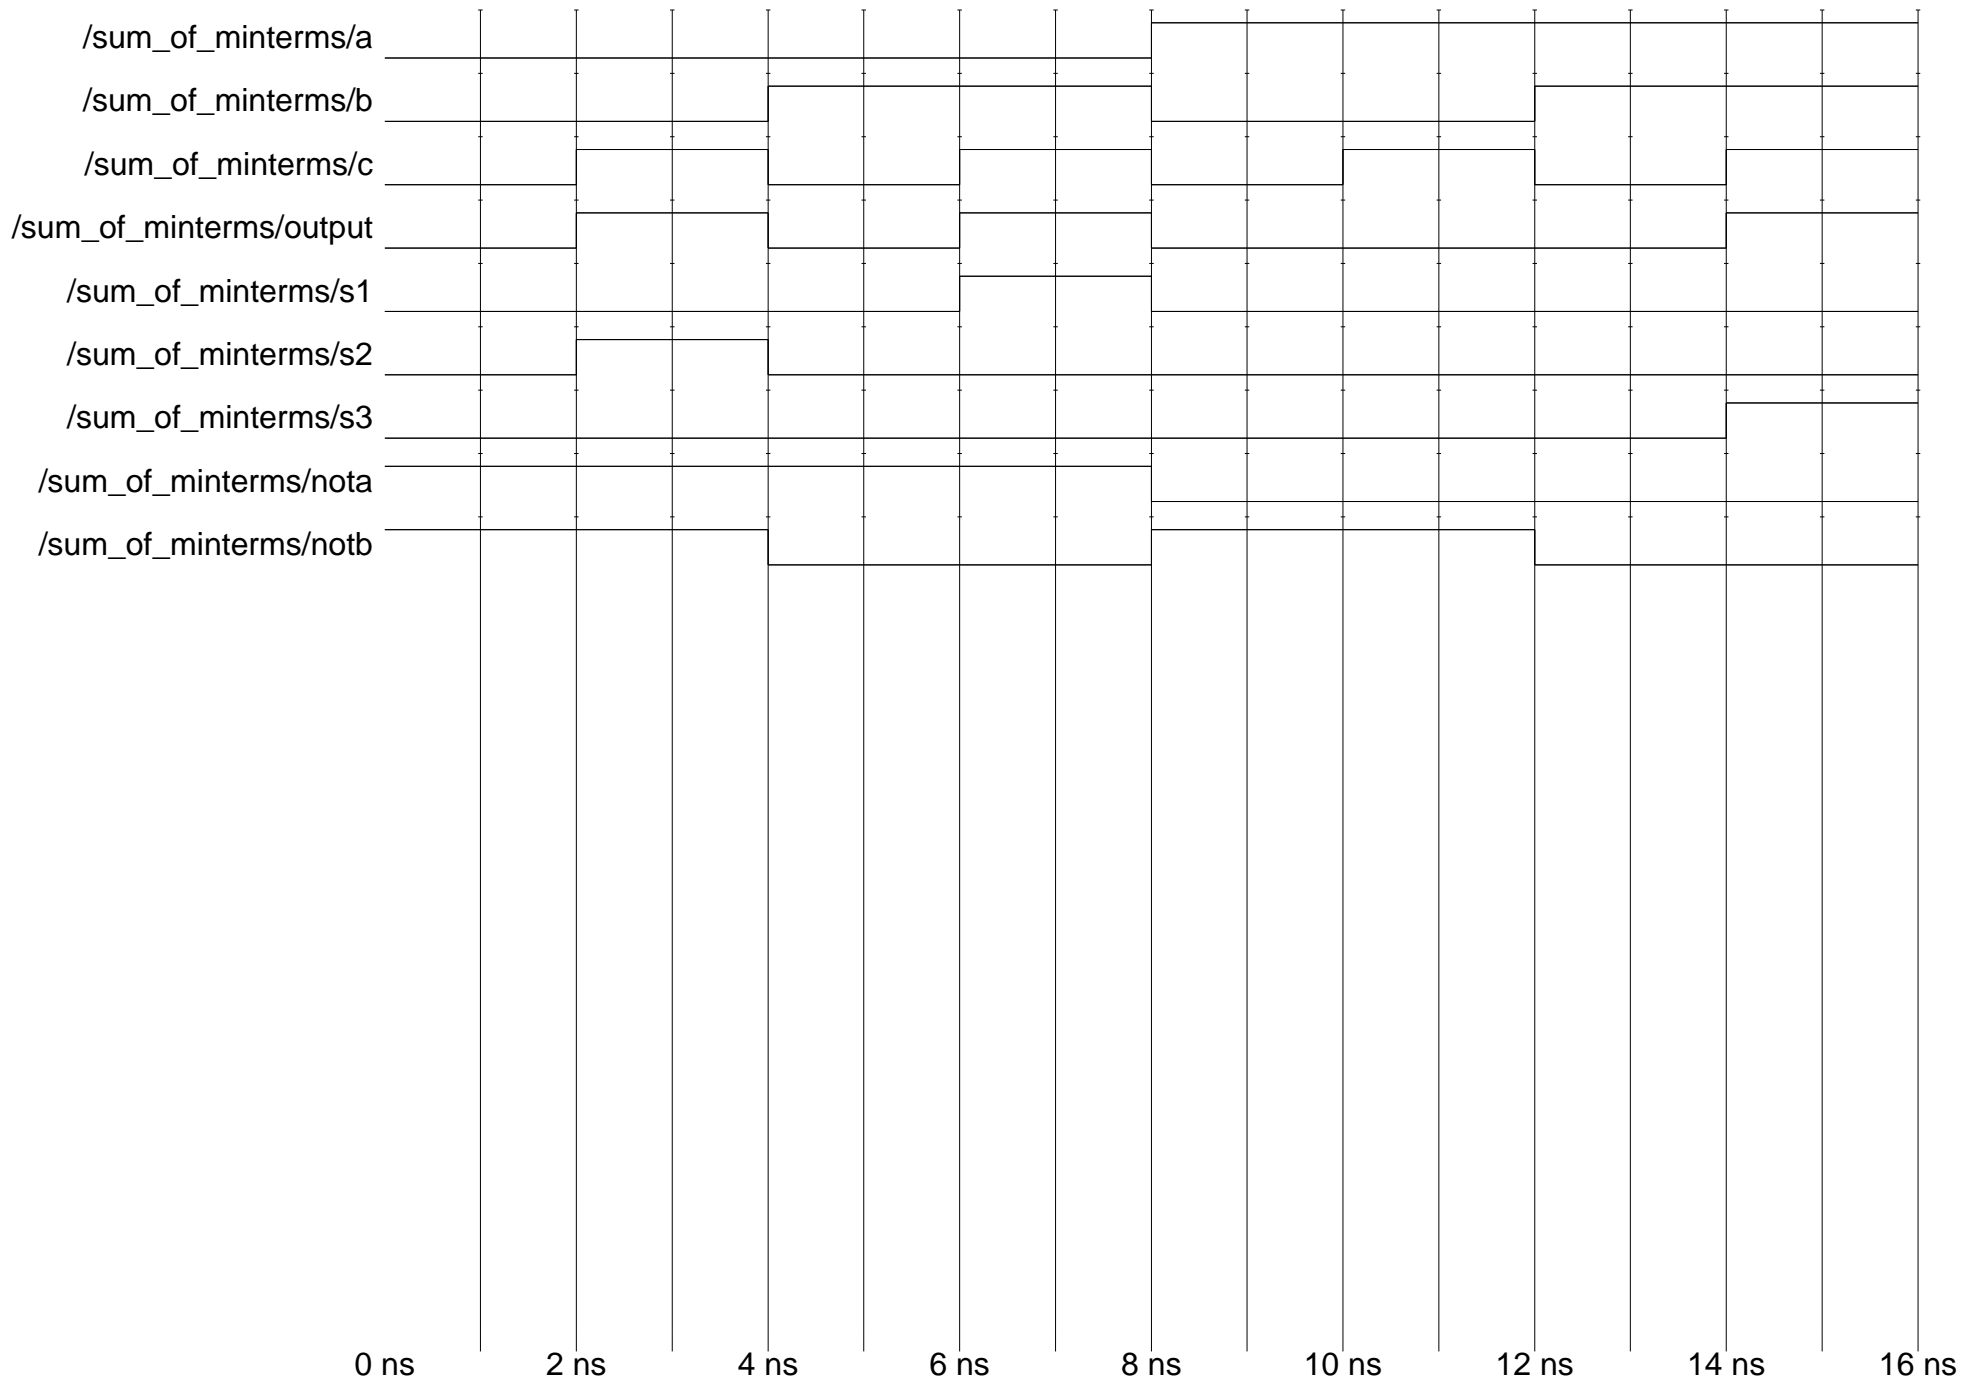 /sum_of_minterms/a
/sum_of_minterms/b
/sum_of_minterms/c
/sum_of_minterms/output
/sum_of_minterms/s1
/sum_of_minterms/s2
/sum_of_minterms/s3
/sum_of_minterms/nota
/sum_of_minterms/notb
0 ns 2 ns 4 ns 6 ns 8 ns 10 ns 12 ns 14 ns 16 ns